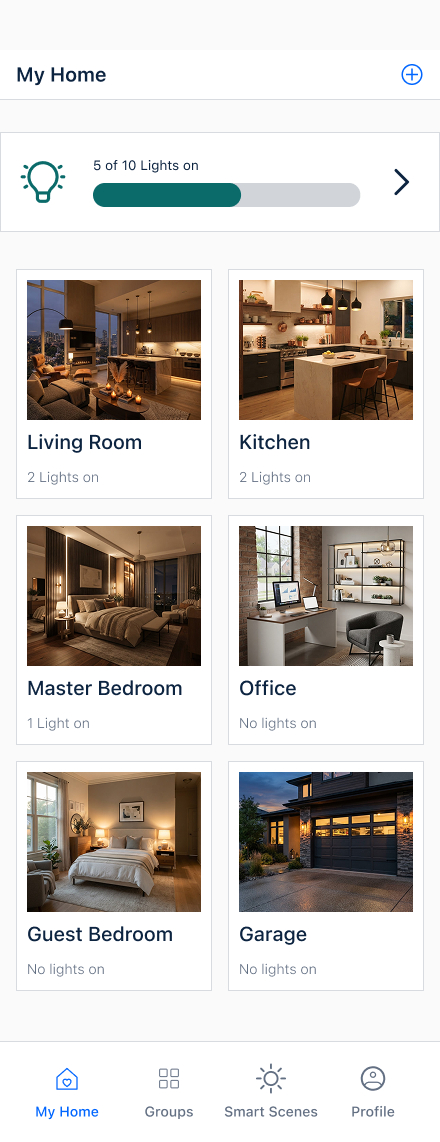 My Home
5 of 10 Lights on
Living Room
2 Lights on
Kitchen
2 Lights on
Master Bedroom
1 Light on
Office
No lights on
Guest Bedroom
No lights on
Garage
No lights on
My Home
Groups
Smart Scenes
Profile